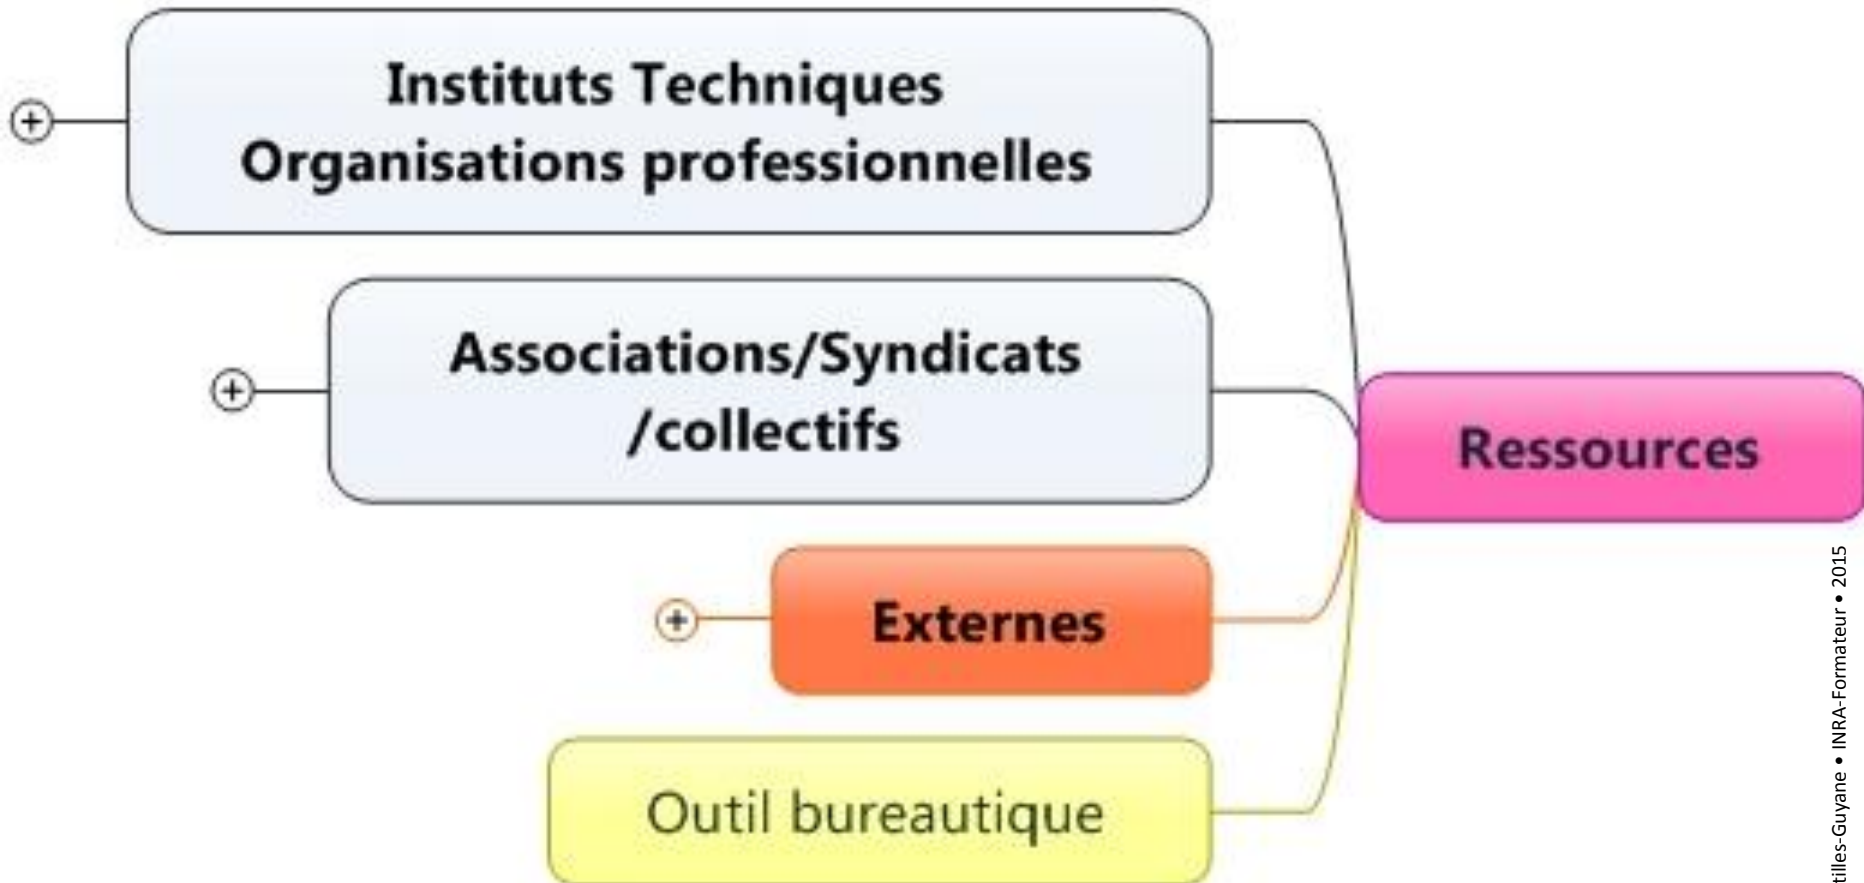 Instituts Techniques
Organisations professionnelles
Associations/Syndicats
/collectifs
Externes
Outil bureautique
Ressources
tilles-Guyane • INRA-Formateur • 2015